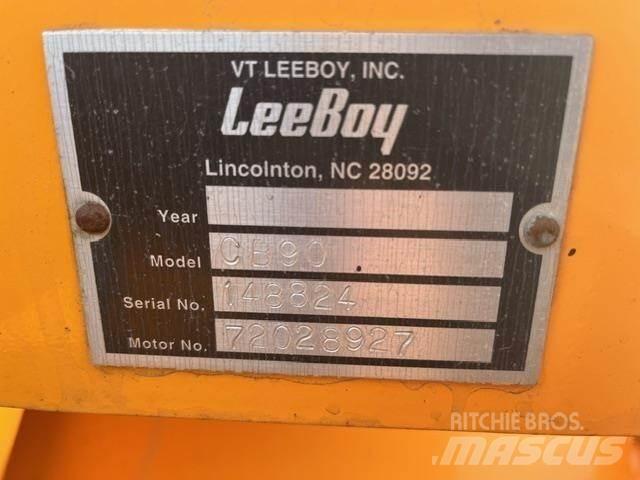 VT LEEBOY, INC.
LeeBoy
Lincolnton, NC 28092
Year
Model CB90
Serial No. 148824
Motor No. 72028927
RITCHIE BROS.
MASCUS